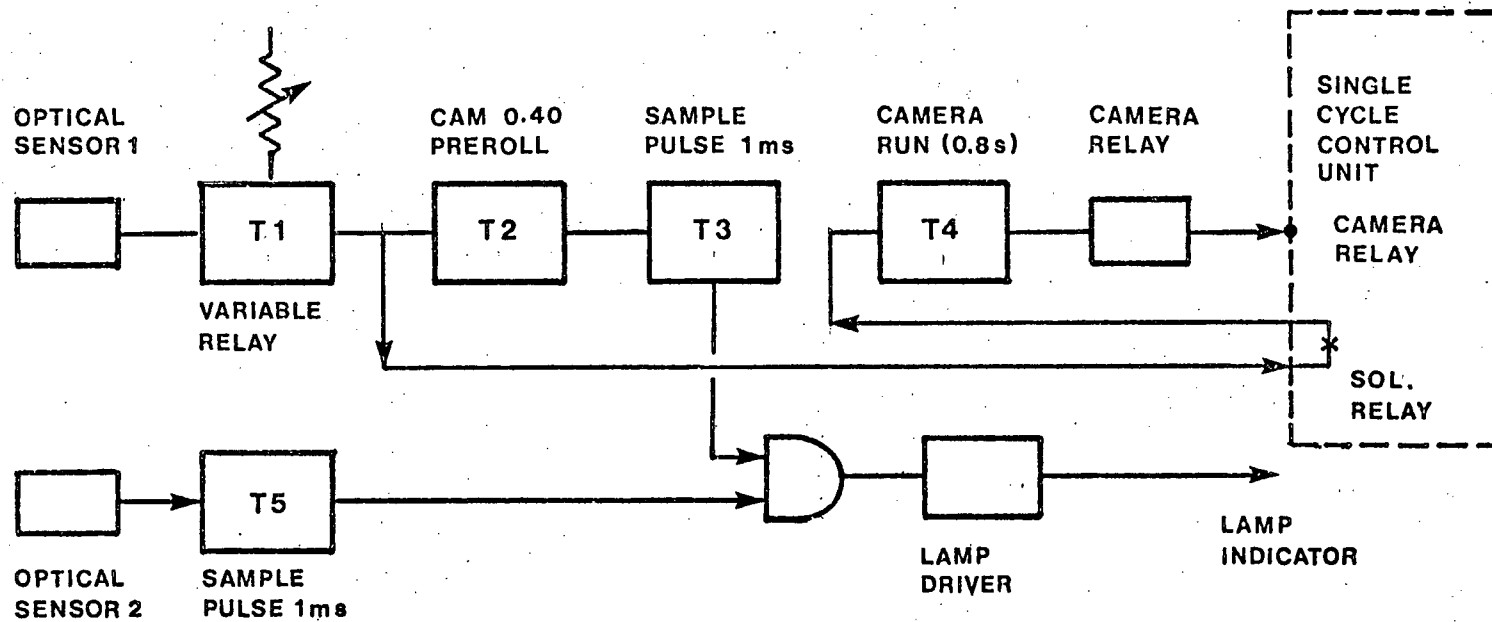 OPTICAL
SENSOR 1
CAM 0.40
PREROLL
SAMPLE
PULSE 1ms
CAMERA
RUN (0.8s)
CAMERA
RELAY
SINGLE
CYCLE
CONTROL
UNIT
T1
T2
T3
T4
CAMERA
RELAY
VARIABLE
RELAY
SOL.
RELAY
T5
OPTICAL
SENSOR 2
SAMPLE
PULSE 1ms
LAMP
DRIVER
LAMP
INDICATOR